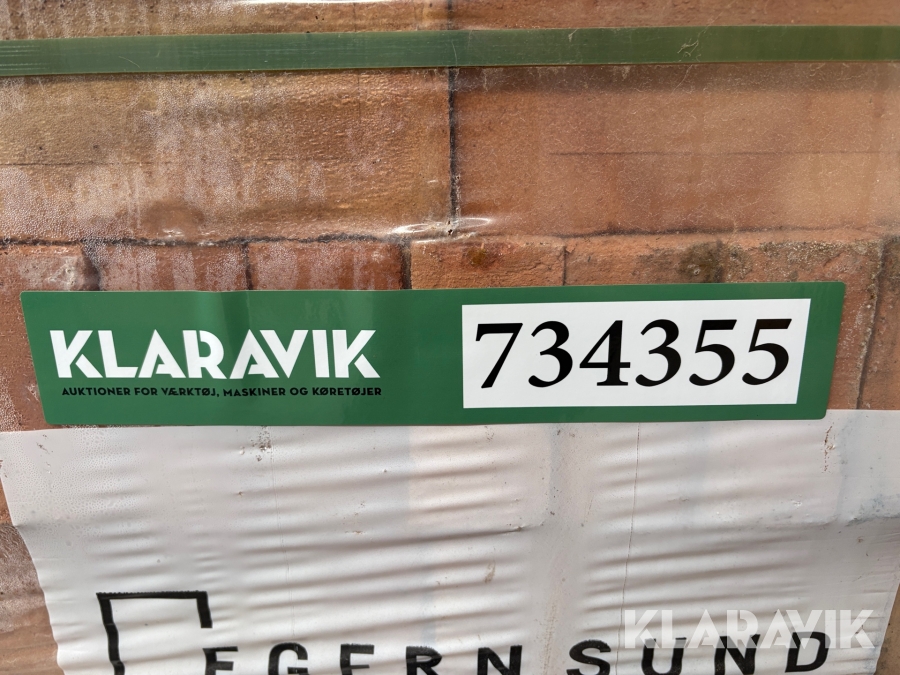 KLARAVIK
AUKTIONER FOR VÆRKTØJ, MASKINER OG KØRETØJER
734355
EGERNSUND
KLARAVIK